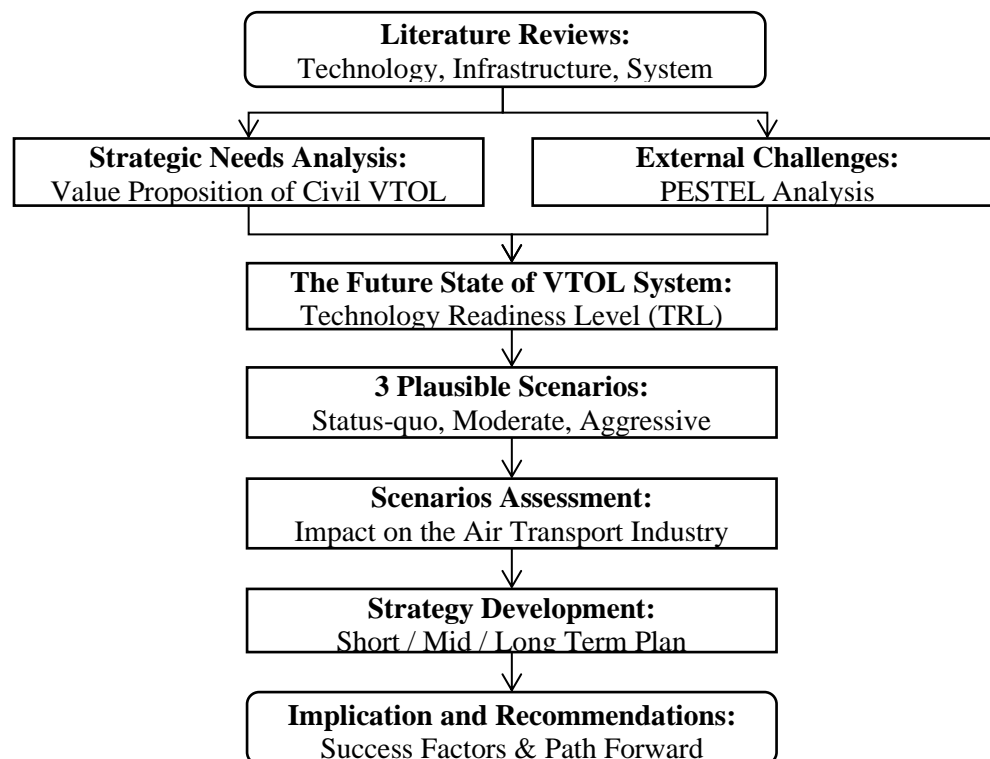 Literature Reviews:
Technology, Infrastructure, System
Strategic Needs Analysis:
Value Proposition of Civil VTOL
External Challenges:
PESTEL Analysis
The Future State of VTOL System:
Technology Readiness Level (TRL)
3 Plausible Scenarios:
Status-quo, Moderate, Aggressive
Scenarios Assessment:
Impact on the Air Transport Industry
Strategy Development:
Short / Mid / Long Term Plan
Implication and Recommendations:
Success Factors & Path Forward